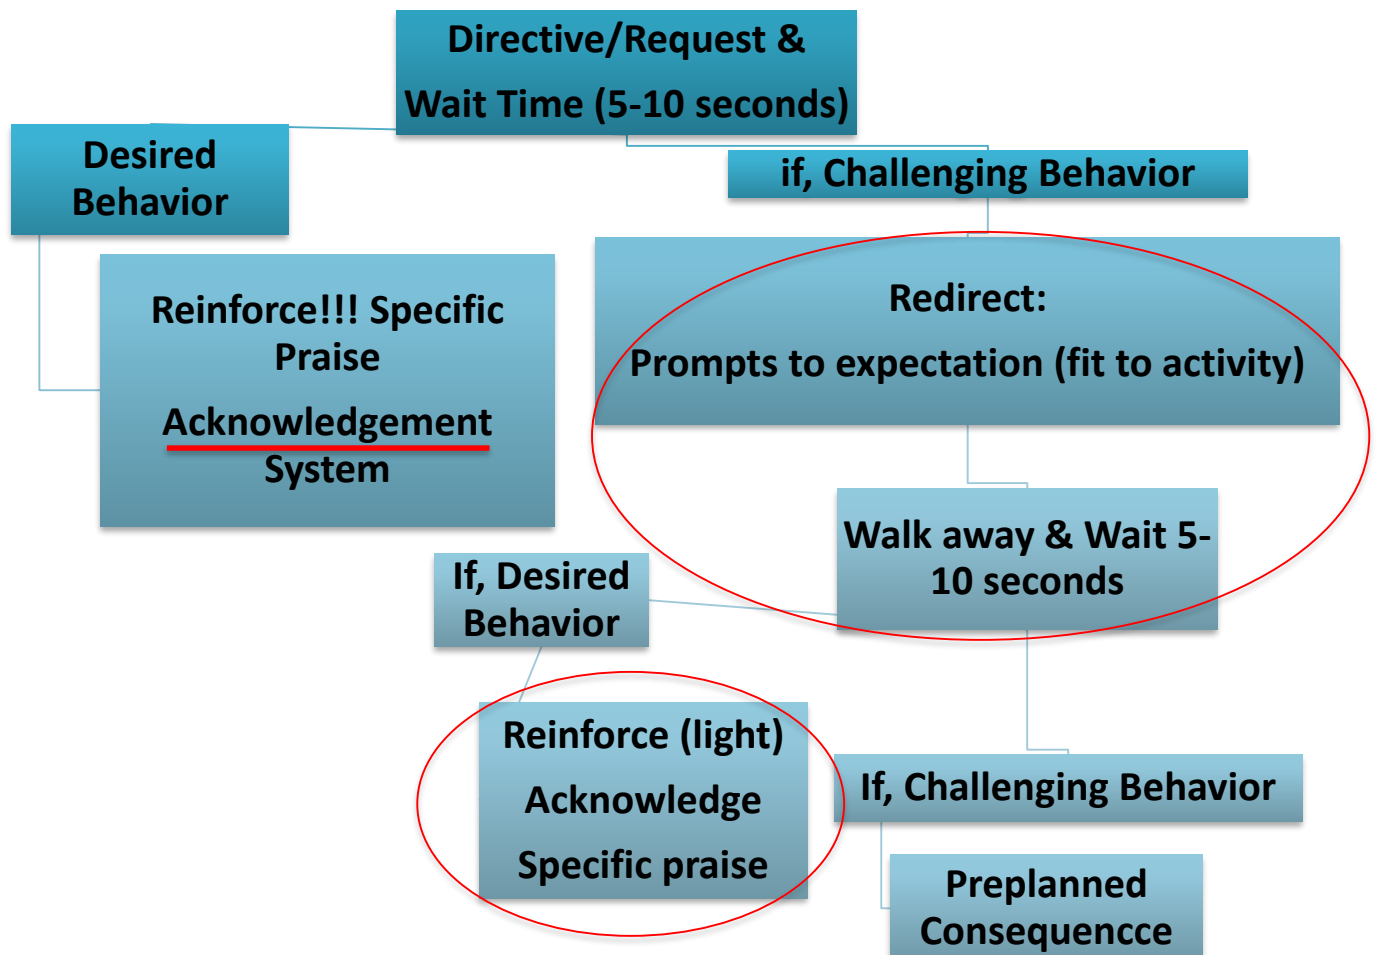 Directive/Request &
Wait Time (5-10 seconds)
Desired
Behavior
if, Challenging Behavior
Reinforce!!! Specific
Praise
Acknowledgement
System
Redirect:
Prompts to expectation (fit to activity)
Walk away & Wait 5-
10 seconds
If, Desired
Behavior
Reinforce (light)
Acknowledge
Specific praise
If, Challenging Behavior
Preplanned
Consequencce